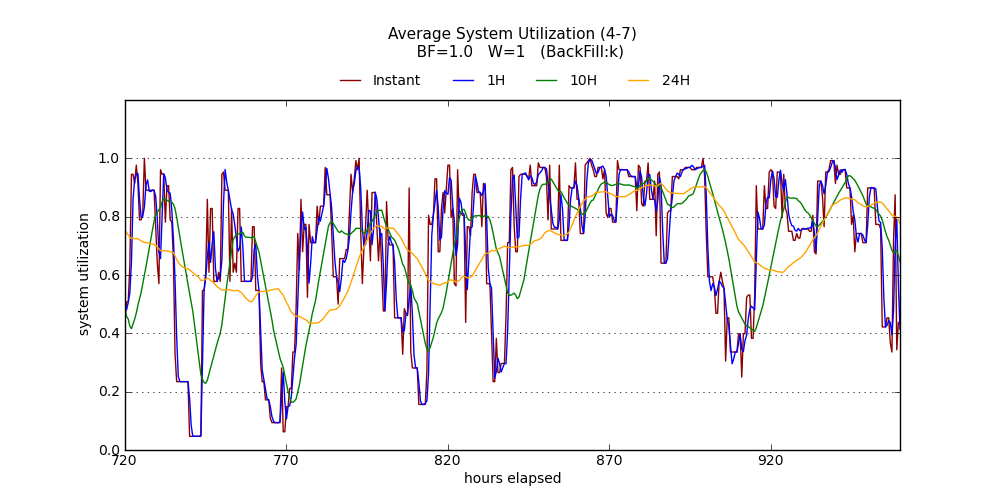 Average System Utilization (4-7)
BF=1.0 W=1 (BackFill:k)
Instant 1H 10H 24H
system utilization
1.0
0.8
0.6
0.4
0.2
0.0
720 770 820 870 920
hours elapsed